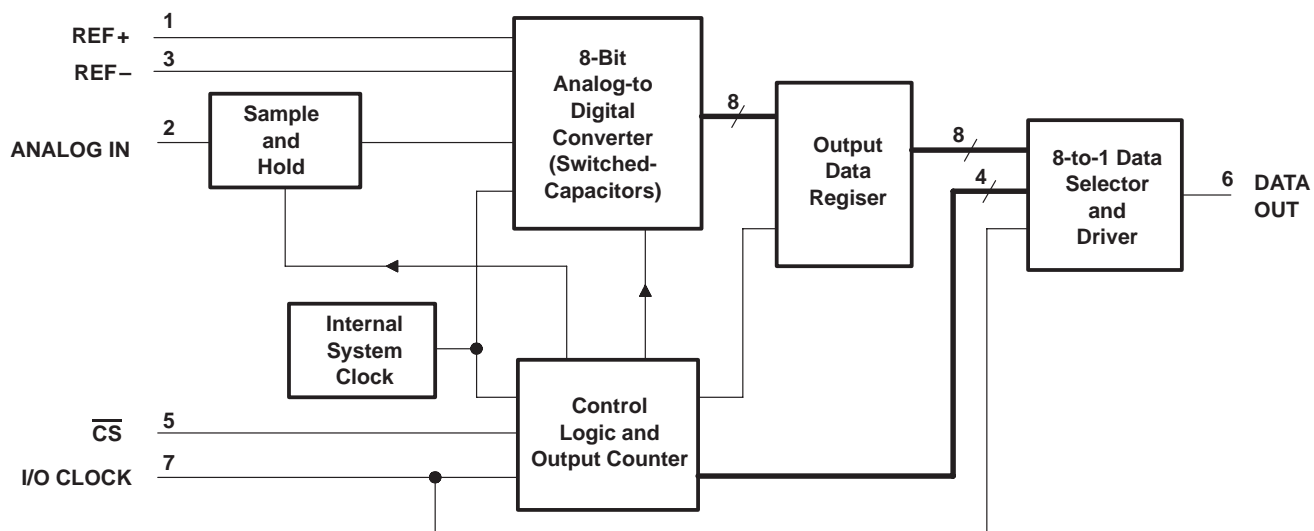 REF+
1
REF–
3
ANALOG IN
2
Sample
and
Hold
8-Bit
Analog-to
Digital
Converter
(Switched-
Capacitors)
8
Output
Data
Regiser
8
4
8-to-1 Data
Selector
and
Driver
6
DATA
OUT
Internal
System
Clock
CS
5
I/O CLOCK
7
Control
Logic and
Output Counter